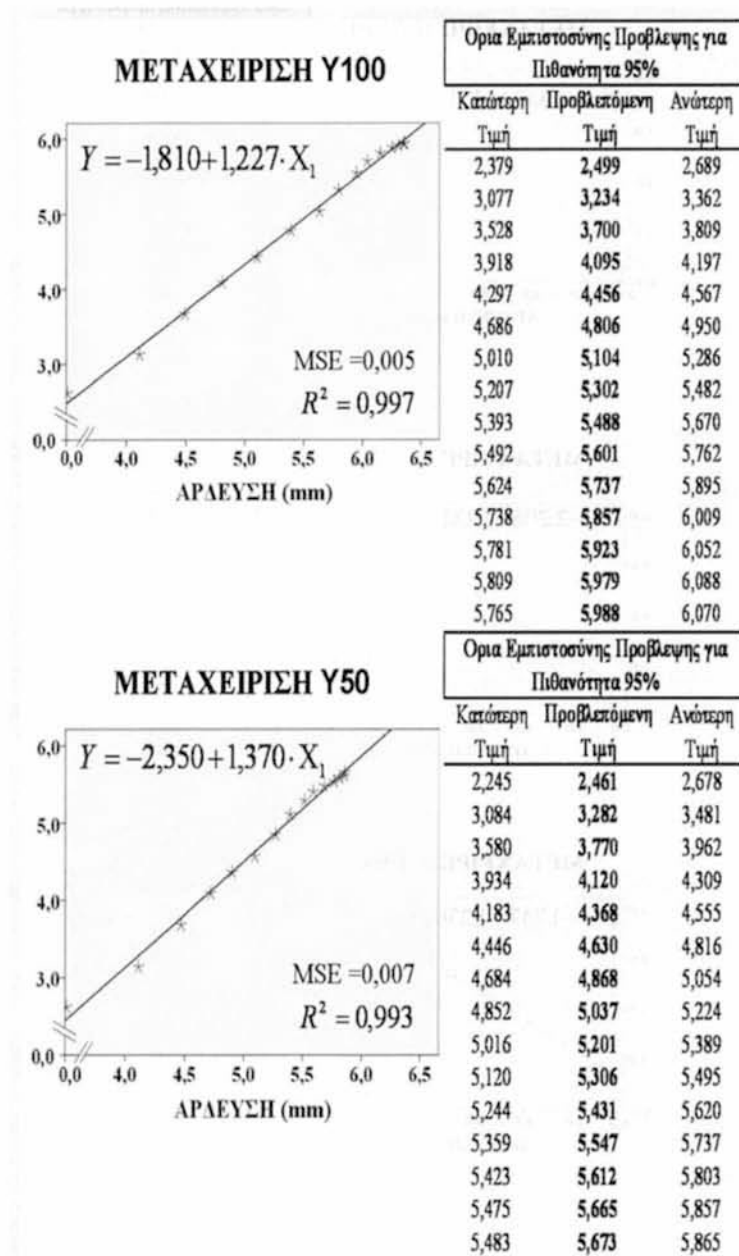 ΜΕΤΑΧΕΙΡΙΣΗ Υ100
Y = −1,810+1,227· X₁
6,0
5,0
4,0
3,0
0,0
MSE =0,005
R² = 0,997
0,0 4,0 4,5 5,0 5,5 6,0 6,5
ΑΡΔΕΥΣΗ (mm)
Ορια Εμπιστοσύνης Προβλεψης για
Πιθανότητα 95%
Κατώτερη Προβλεπόμενη Ανώτερη
Τιμή Τιμή Τιμή
2,379 2,499 2,689
3,077 3,234 3,362
3,528 3,700 3,809
3,918 4,095 4,197
4,297 4,456 4,567
4,686 4,806 4,950
5,010 5,104 5,286
5,207 5,302 5,482
5,393 5,488 5,670
5,492 5,601 5,762
5,624 5,737 5,895
5,738 5,857 6,009
5,781 5,923 6,052
5,809 5,979 6,088
5,765 5,988 6,070
ΜΕΤΑΧΕΙΡΙΣΗ Υ50
Y = −2,350+1,370· X₁
6,0
5,0
4,0
3,0
0,0
MSE =0,007
R² = 0,993
0,0 4,0 4,5 5,0 5,5 6,0 6,5
ΑΡΔΕΥΣΗ (mm)
Ορια Εμπιστοσύνης Προβλεψης για
Πιθανότητα 95%
Κατώτερη Προβλεπόμενη Ανώτερη
Τιμή Τιμή Τιμή
2,245 2,461 2,678
3,084 3,282 3,481
3,580 3,770 3,962
3,934 4,120 4,309
4,183 4,368 4,555
4,446 4,630 4,816
4,684 4,868 5,054
4,852 5,037 5,224
5,016 5,201 5,389
5,120 5,306 5,495
5,244 5,431 5,620
5,359 5,547 5,737
5,423 5,612 5,803
5,475 5,665 5,857
5,483 5,673 5,865